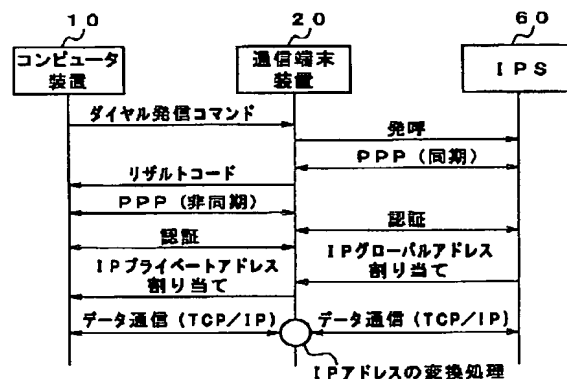 10
20
60
コンピュータ
装置
通信端末
装置
IPS
ダイヤル発信コマンド
発呼
PPP (同期)
リザルトコード
PPP (非同期)
認証
認証
IPプライベートアドレス
割り当て
IPグローバルアドレス
割り当て
データ通信 (TCP/IP)
データ通信 (TCP/IP)
IPアドレスの変換処理